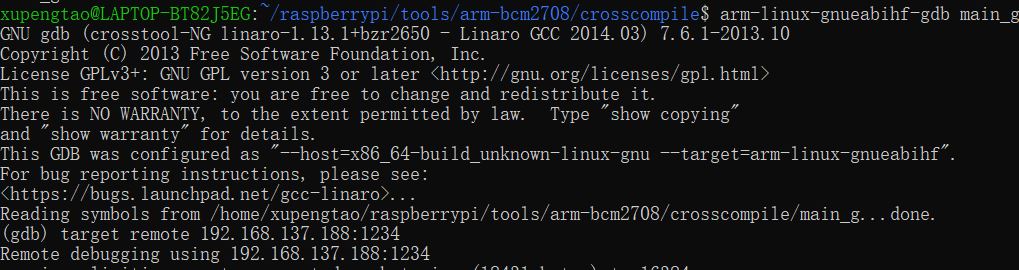 xupengtao@LAPTOP-BT82J5EG:~/raspberrypi/tools/arm-bcm2708/crosscompile$ arm-linux-gnueabihf-gdb main_g
GNU gdb (crosstool-NG linaro-1.13.1+bzr2650 - Linaro GCC 2014.03) 7.6.1-2013.10
Copyright (C) 2013 Free Software Foundation, Inc.
License GPLv3+: GNU GPL version 3 or later <http://gnu.org/licenses/gpl.html>
This is free software: you are free to change and redistribute it.
There is NO WARRANTY, to the extent permitted by law.  Type "show copying"
and "show warranty" for details.
This GDB was configured as "--host=x86_64-build_unknown-linux-gnu --target=arm-linux-gnueabihf".
For bug reporting instructions, please see:
<https://bugs.launchpad.net/gcc-linaro>...
Reading symbols from /home/xupengtao/raspberrypi/tools/arm-bcm2708/crosscompile/main_g...done.
(gdb) target remote 192.168.137.188:1234
Remote debugging using 192.168.137.188:1234